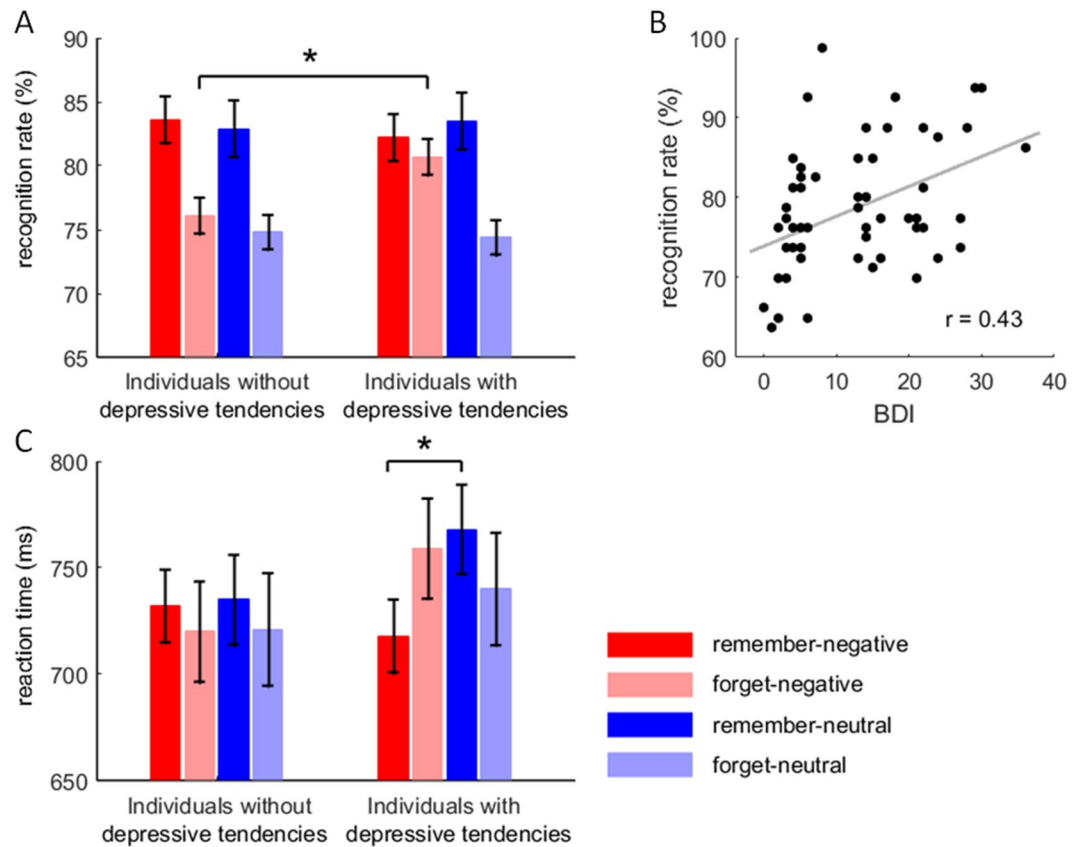 A
recognition rate (%)
90
85
80
75
70
65
*
Individuals without
depressive tendencies
Individuals with
depressive tendencies
B
recognition rate (%)
100
90
80
70
60
r = 0.43
0 10 20 30 40
BDI
C
reaction time (ms)
800
750
700
650
*
Individuals without
depressive tendencies
Individuals with
depressive tendencies
remember-negative
forget-negative
remember-neutral
forget-neutral